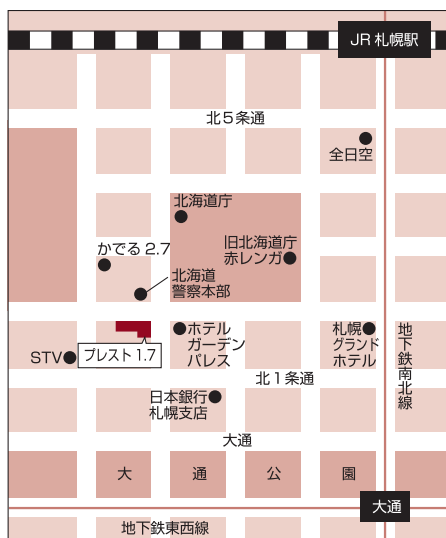 JR 札幌駅
北5条通
全日空
北海道庁
かでる 2.7
旧北海道庁
赤レンガ
北海道
警察本部
ホテル
ガーデン
パレス
札幌
グランド
ホテル
地下鉄南北線
STV
プレスト 1.7
北1条通
日本銀行
札幌支店
大通
大通公園
大通
地下鉄東西線